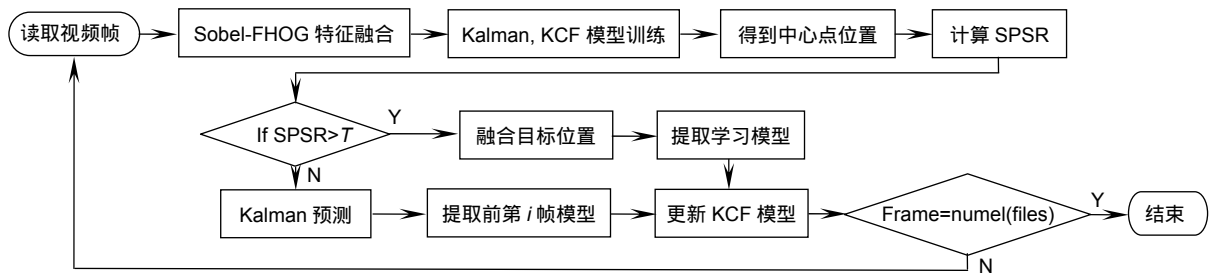 读取视频帧
Sobel-FHOG 特征融合
Kalman, KCF 模型训练
得到中心点位置
计算 SPSR
If SPSR>T
Y
融合目标位置
提取学习模型
N
Kalman 预测
提取前第 i 帧模型
更新 KCF 模型
Frame=numel(files)
Y
结束
N